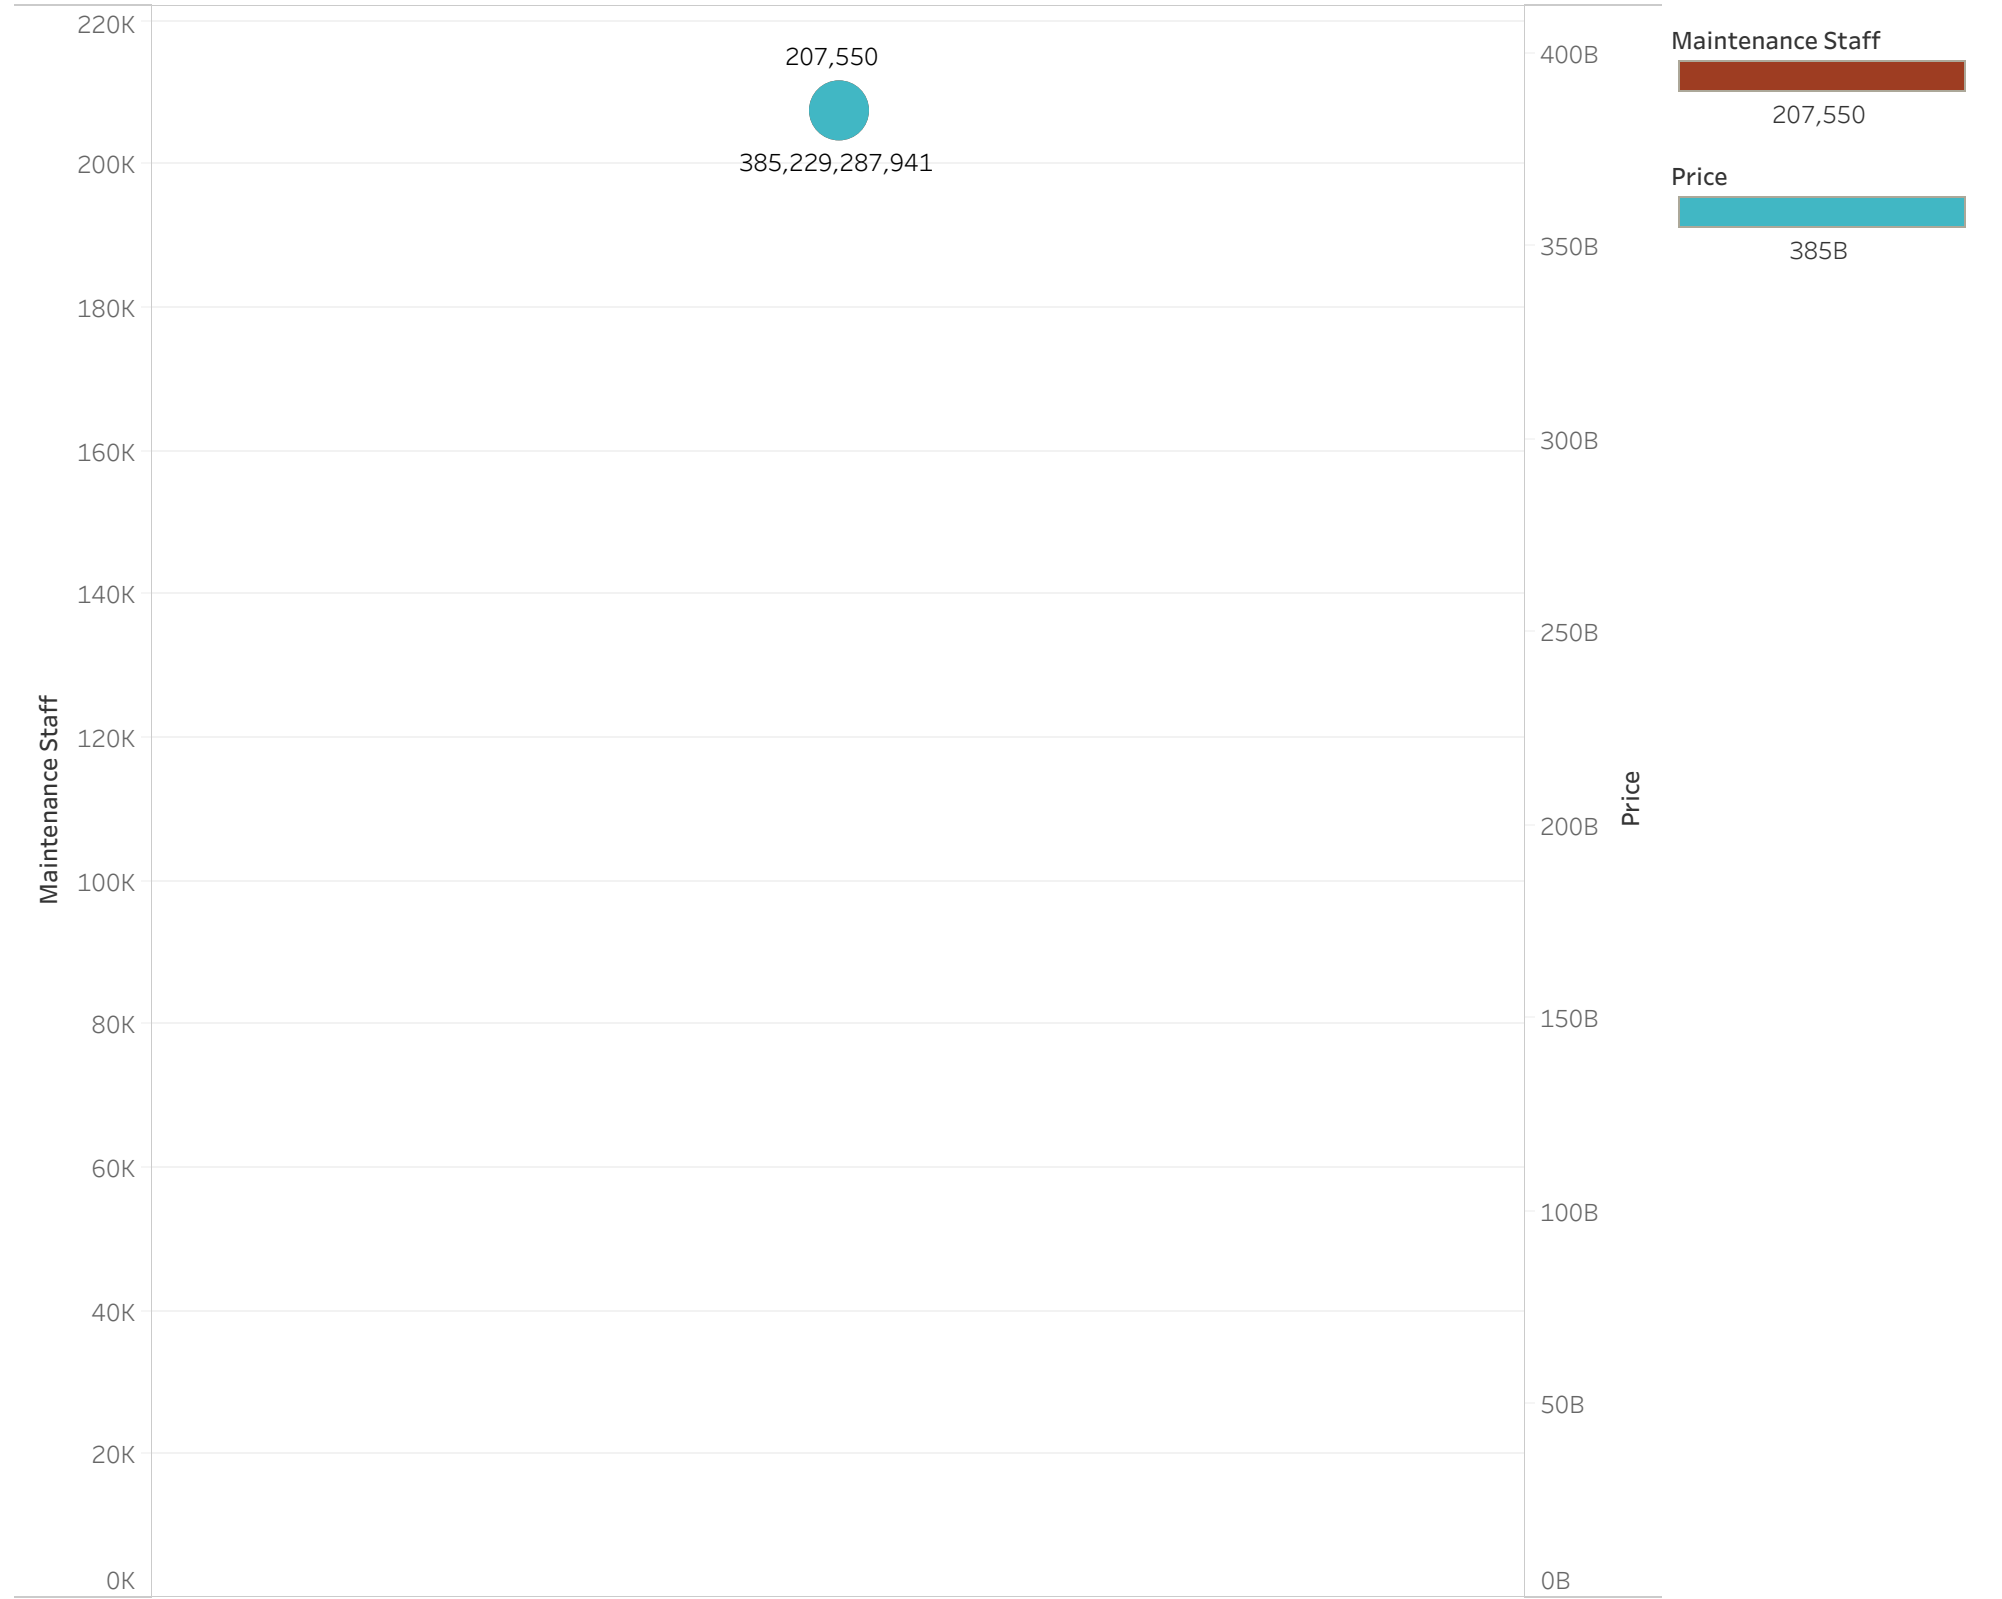 Maintenance Staff
220K
200K
180K
160K
140K
120K
100K
80K
60K
40K
20K
0K
207,550
385,229,287,941
400B
350B
300B
250B
200B
150B
100B
50B
0B
Price
Maintenance Staff
207,550
Price
385B